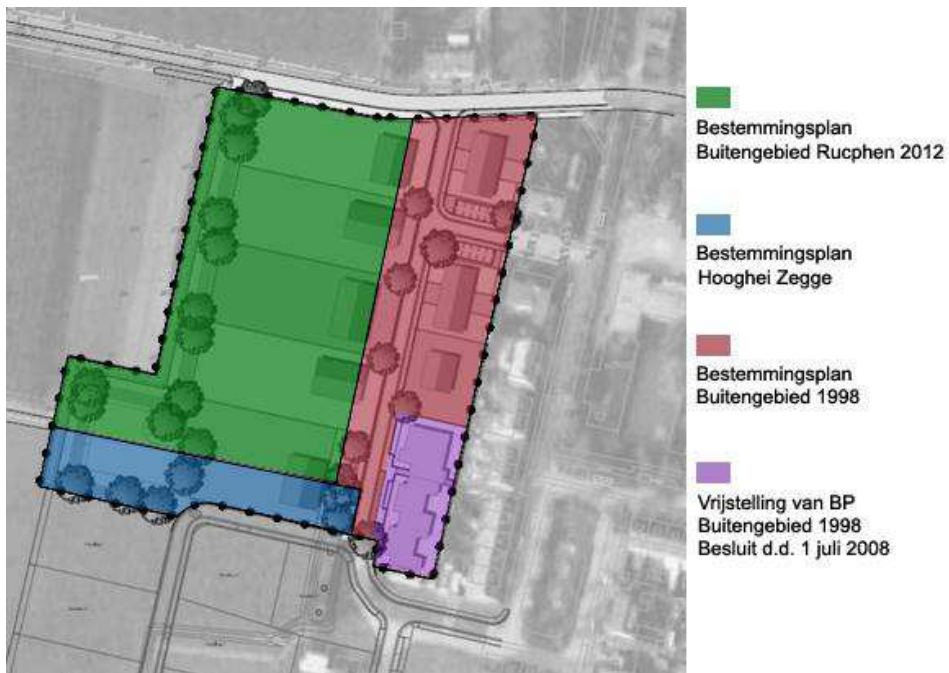 Bestemmingsplan
Buitengebied Rucphen 2012
Bestemmingsplan
Hooghei Zegge
Bestemmingsplan
Buitengebied 1998
Vrijstelling van BP
Buitengebied 1998
Besluit d.d. 1 juli 2008